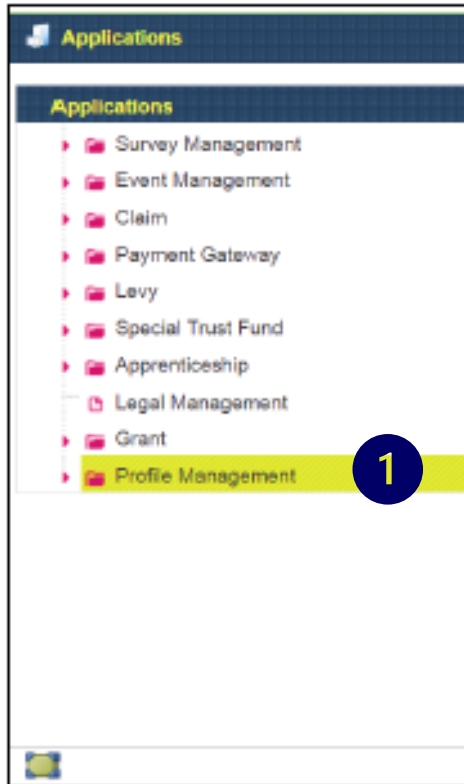 Applications
Applications
Survey Management
Event Management
Claim
Payment Gateway
Levy
Special Trust Fund
Apprenticeship
Legal Management
Grant
Profile Management
1